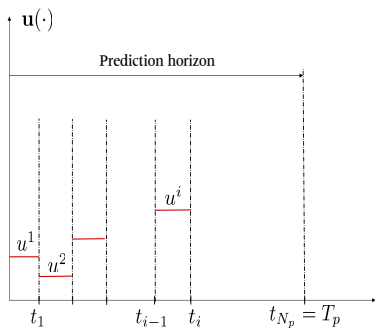 u(·)
Prediction horizon
u^i
u^1
u^2
t_1
t_{i-1}
t_i
t_{N_p} = T_p